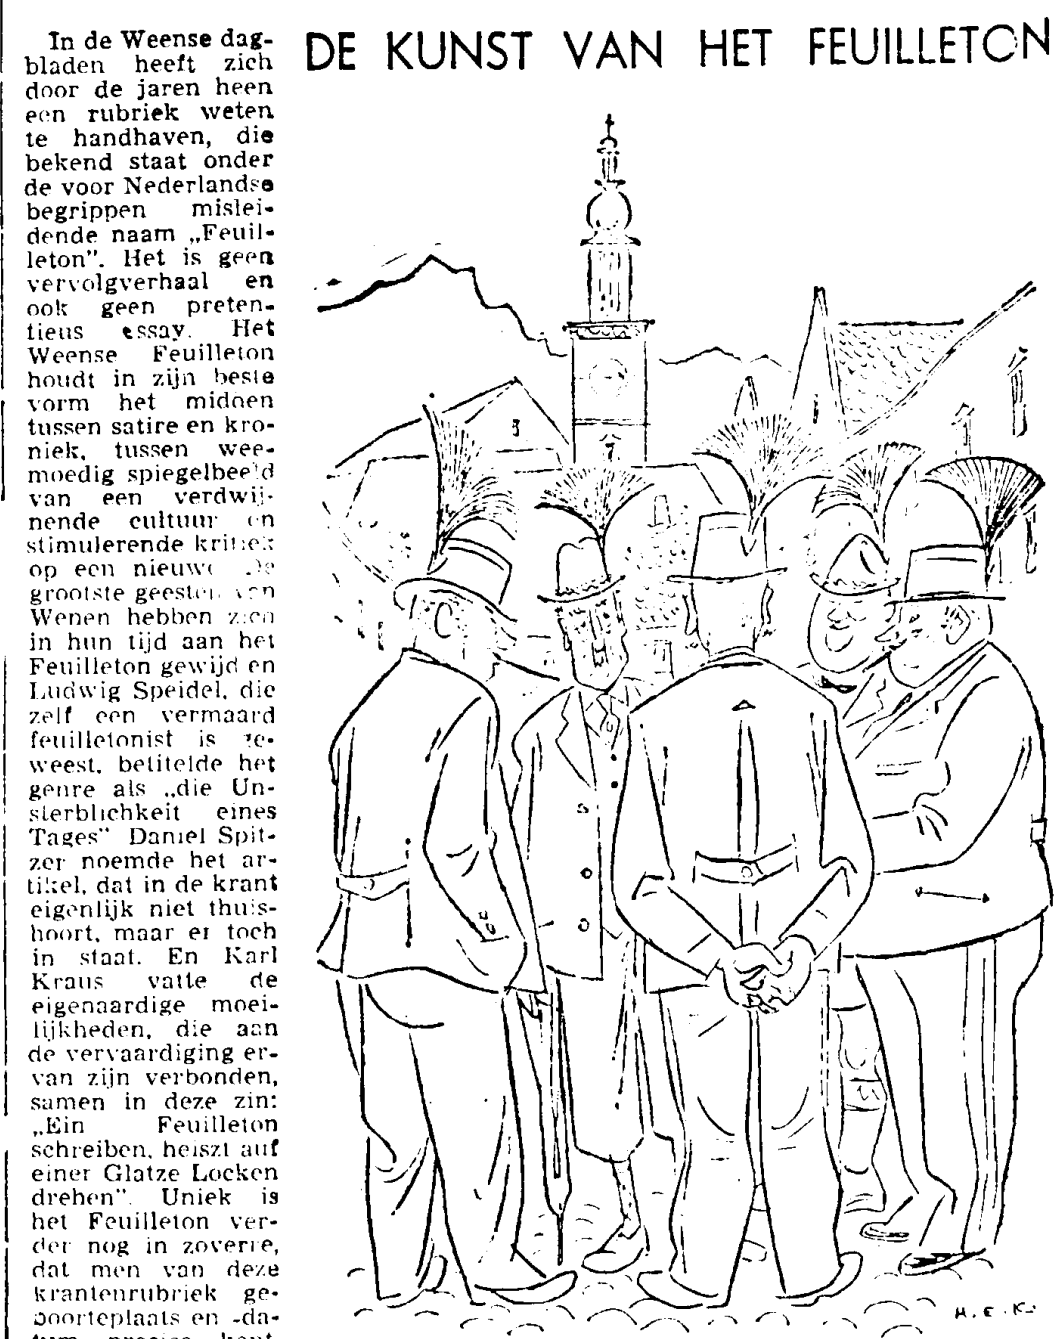 DE KUNST VAN HET FEUILLETON
In de Weense dag-
bladen heeft zich
door de jaren heen
een rubriek weten
te handhaven, die
bekend staat onder
de voor Nederlandse
begrippen mislei-
dende naam „Feuil-
leton". Het is geen
vervolgverhaal en
ook geen preten-
tieus essay. Het
Weense Feuilleton
houdt in zijn beste
vorm het midden
tussen satire en kro-
niek, tussen wee-
moedig spiegelbeeld
van een verdwij-
nende cultuur en
stimulerende kritiek
op een nieuwe. De
grootste geesten van
Wenen hebben zich
in hun tijd aan het
Feuilleton gewijd en
Ludwig Speidel, die
zelf een vermaard
feuilletonist is ge-
weest, betitelde het
genre als „die Un-
sterblichkeit eines
Tages" Daniel Spit-
zer noemde het ar-
tikel, dat in de krant
eigenlijk niet thuis-
hoort, maar er toch
in staat. En Karl
Kraus vatte de
eigenaardige moei-
lijkheden, die aan
de vervaardiging er-
van zijn verbonden,
samen in deze zin:
„Ein Feuilleton
schreiben, heiszt auf
einer Glatze Locken
drehen". Uniek is
het Feuilleton ver-
der nog in zoverre,
dat men van deze
krantenrubriek ge-
boorteplaats en -da-
tum precies kent
H.E.K.